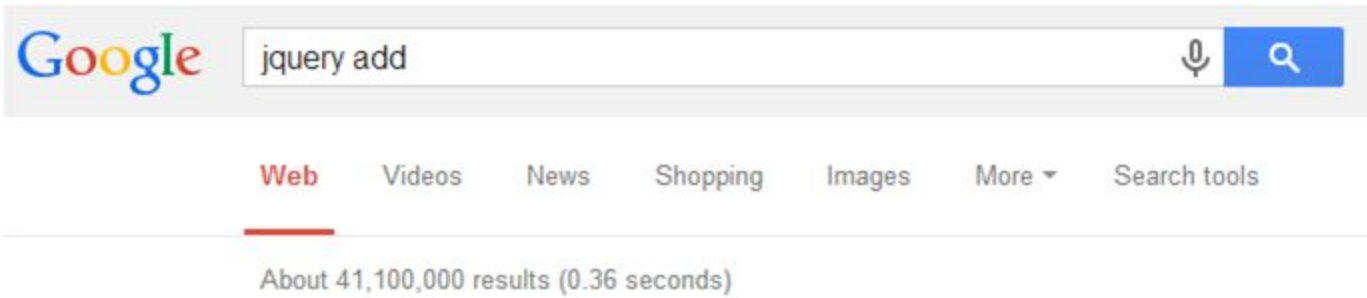 Google jquery add
Web Videos News Shopping Images More Search tools
About 41,100,000 results (0.36 seconds)